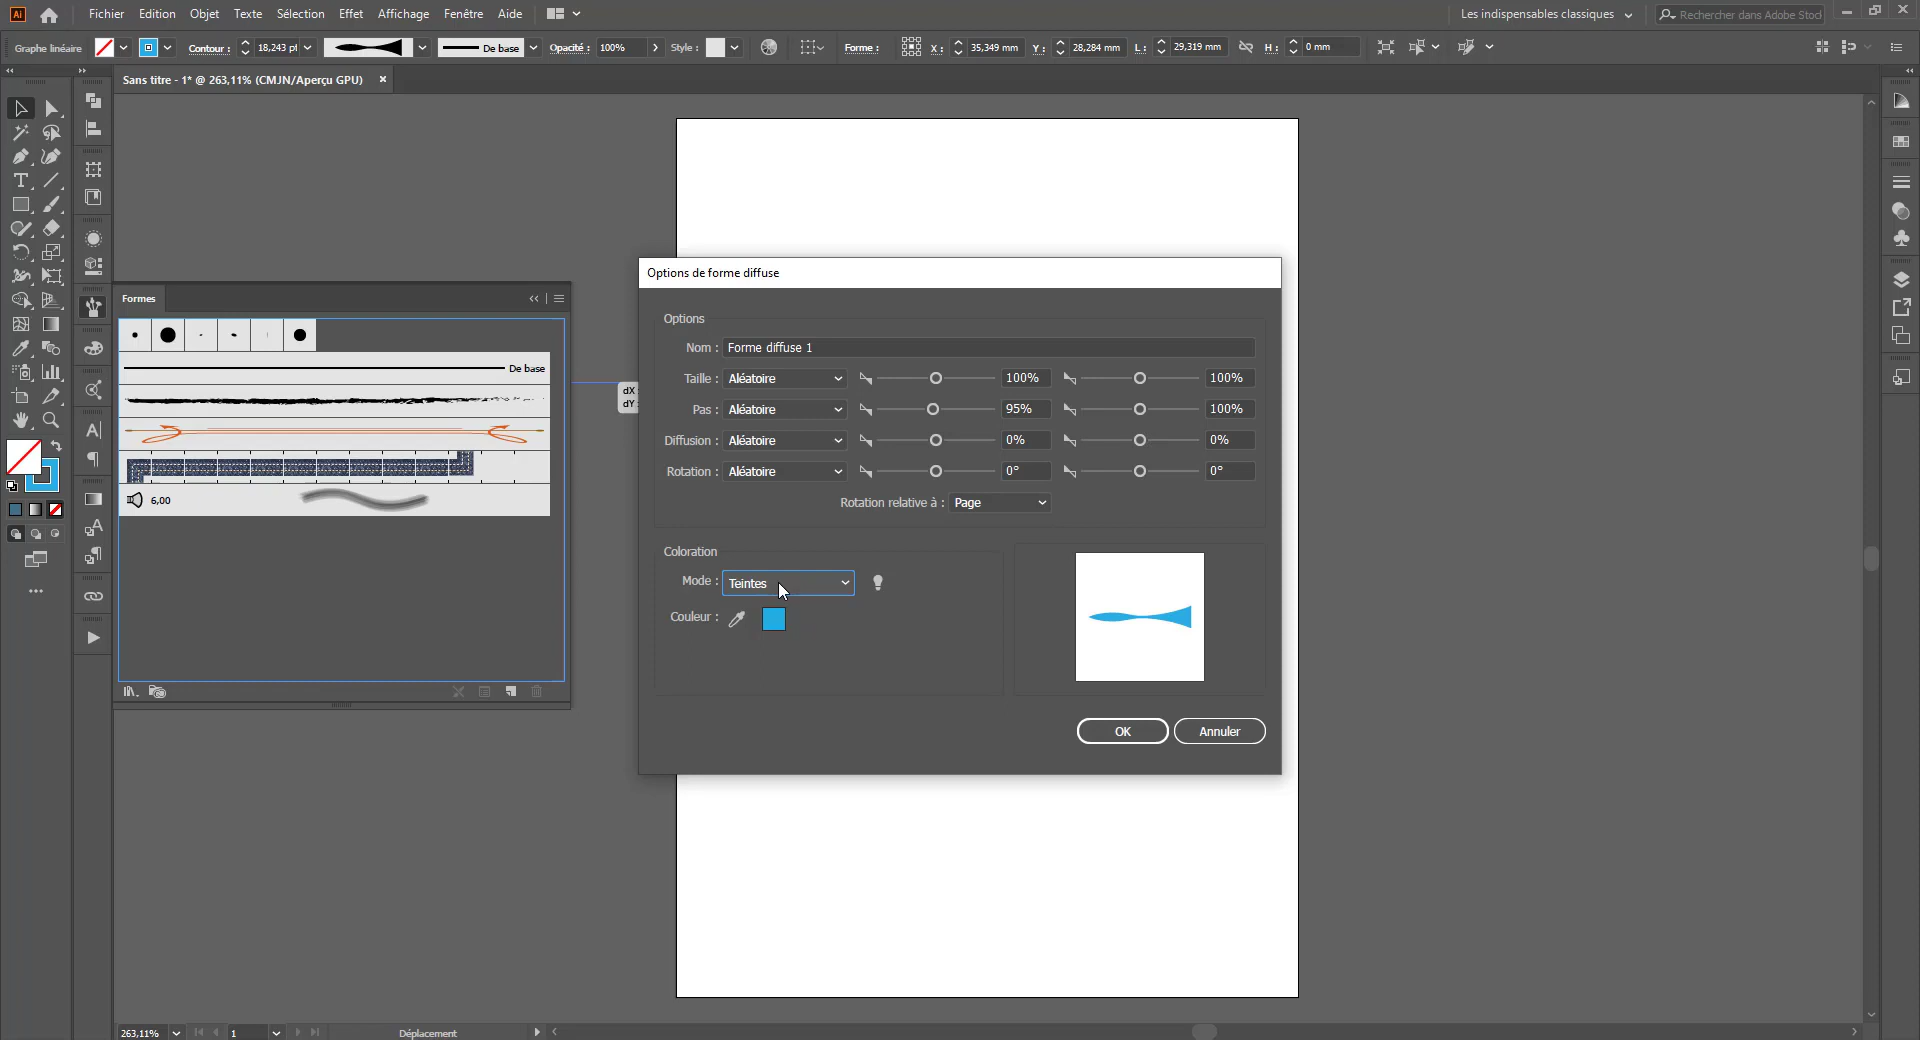 Ai Fichier Edition Objet Texte Sélection Effet Affichage Fenêtre Aide Les indispensables classiques Rechercher dans Adobe Stoc
Graphe linéaire Contour : 18,243 pt De base Opacité : 100% Style : Forme : X : 35,349 mm Y : 28,284 mm L : 29,319 mm H : 0 mm
Sans titre - 1* @ 263,11% (CMJN/Aperçu GPU) ×
Options de forme diffuse
Formes
Options
Nom : Forme diffuse 1
De base
Taille : Aléatoire 100% 100%
dX :
dY :
Pas : Aléatoire 95% 100%
Diffusion : Aléatoire 0% 0%
Rotation : Aléatoire 0° 0°
6,00
Rotation relative à : Page
Coloration
Mode : Teintes
Couleur :
OK Annuler
263,11% 1 Déplacement